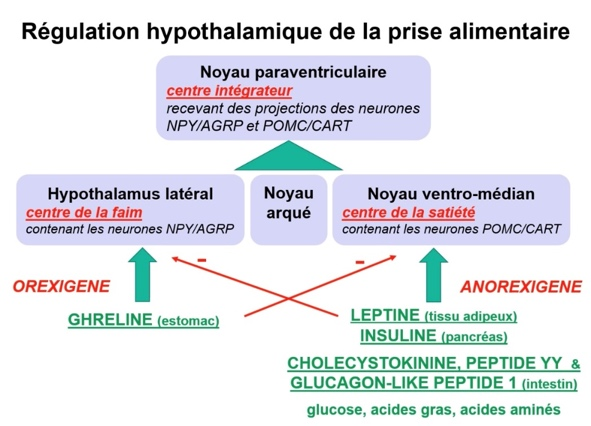 Régulation hypothalamique de la prise alimentaire
Noyau paraventriculaire
centre intégrateur
recevant des projections des neurones
NPY/AGRP et POMC/CART
Hypothalamus latéral
centre de la faim
contenant les neurones NPY/AGRP
Noyau
arqué
Noyau ventro-médian
centre de la satiété
contenant les neurones POMC/CART
-
-
OREXIGENE
ANOREXIGENE
GHRELINE (estomac)
LEPTINE (tissu adipeux)
INSULINE (pancréas)
CHOLECYSTOKININE, PEPTIDE YY &
GLUCAGON-LIKE PEPTIDE 1 (intestin)
glucose, acides gras, acides aminés